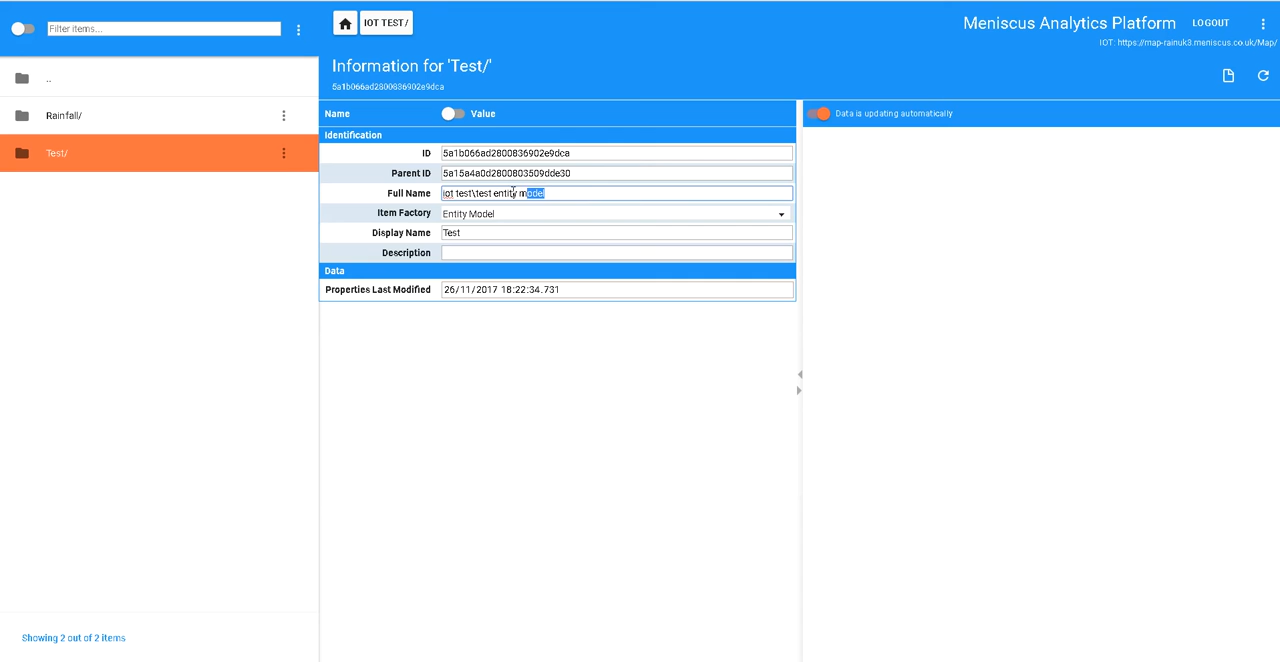 Filter items...
IOT TEST /
Meniscus Analytics Platform
LOGOUT
IOT: https://map-rainuk3.meniscus.co.uk/Map/
Information for 'Test/'
5a1b066ad2800836902e9dca
..
Rainfall/
Test/
Showing 2 out of 2 items
Name Value
Identification
ID 5a1b066ad2800836902e9dca
Parent ID 5a15a4a0d2800803509dde30
Full Name iot test\test entity model
Item Factory Entity Model
Display Name Test
Description
Data
Properties Last Modified 26/11/2017 18:22:34.731
Data is updating automatically